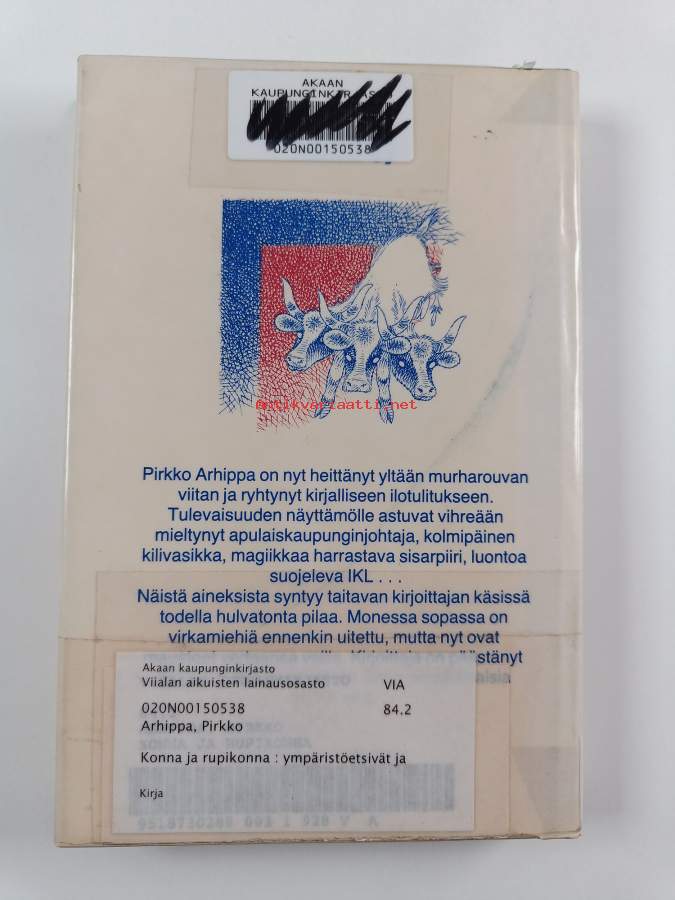 AKAAN
KAUPUNGINKIRJASTO
020N00150538
antikvariaatti.net
Pirkko Arhippa on nyt heittänyt yltään murharouvan
viitan ja ryhtynyt kirjalliseen ilotulitukseen.
Tulevaisuuden näyttämölle astuvat vihreään
mieltynyt apulaiskaupunginjohtaja, kolmipäinen
kilivasikka, magiikkaa harrastava sisarpiiri, luontoa
suojeleva IKL . . .
Näistä aineksista syntyy taitavan kirjoittajan käsissä
todella hulvatonta pilaa. Monessa sopassa on
virkamiehiä ennenkin uitettu, mutta nyt ovat
Akaan kaupunginkirjasto
Viialan aikuisten lainausosasto VIA
020N00150538 84.2
Arhippa, Pirkko
Konna ja rupikonna : ympäristöetsivät ja
Kirja